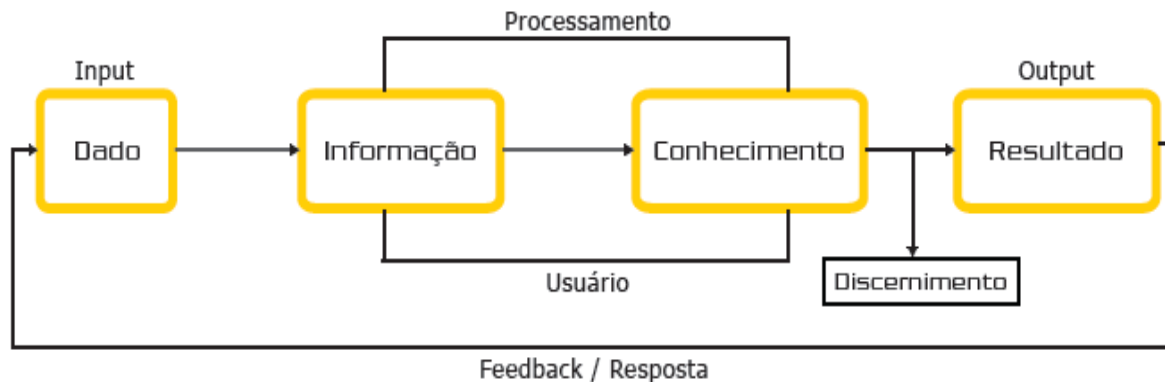 Processamento
Input
Output
Dado
Informação
Conhecimento
Resultado
Usuário
Discernimento
Feedback / Resposta